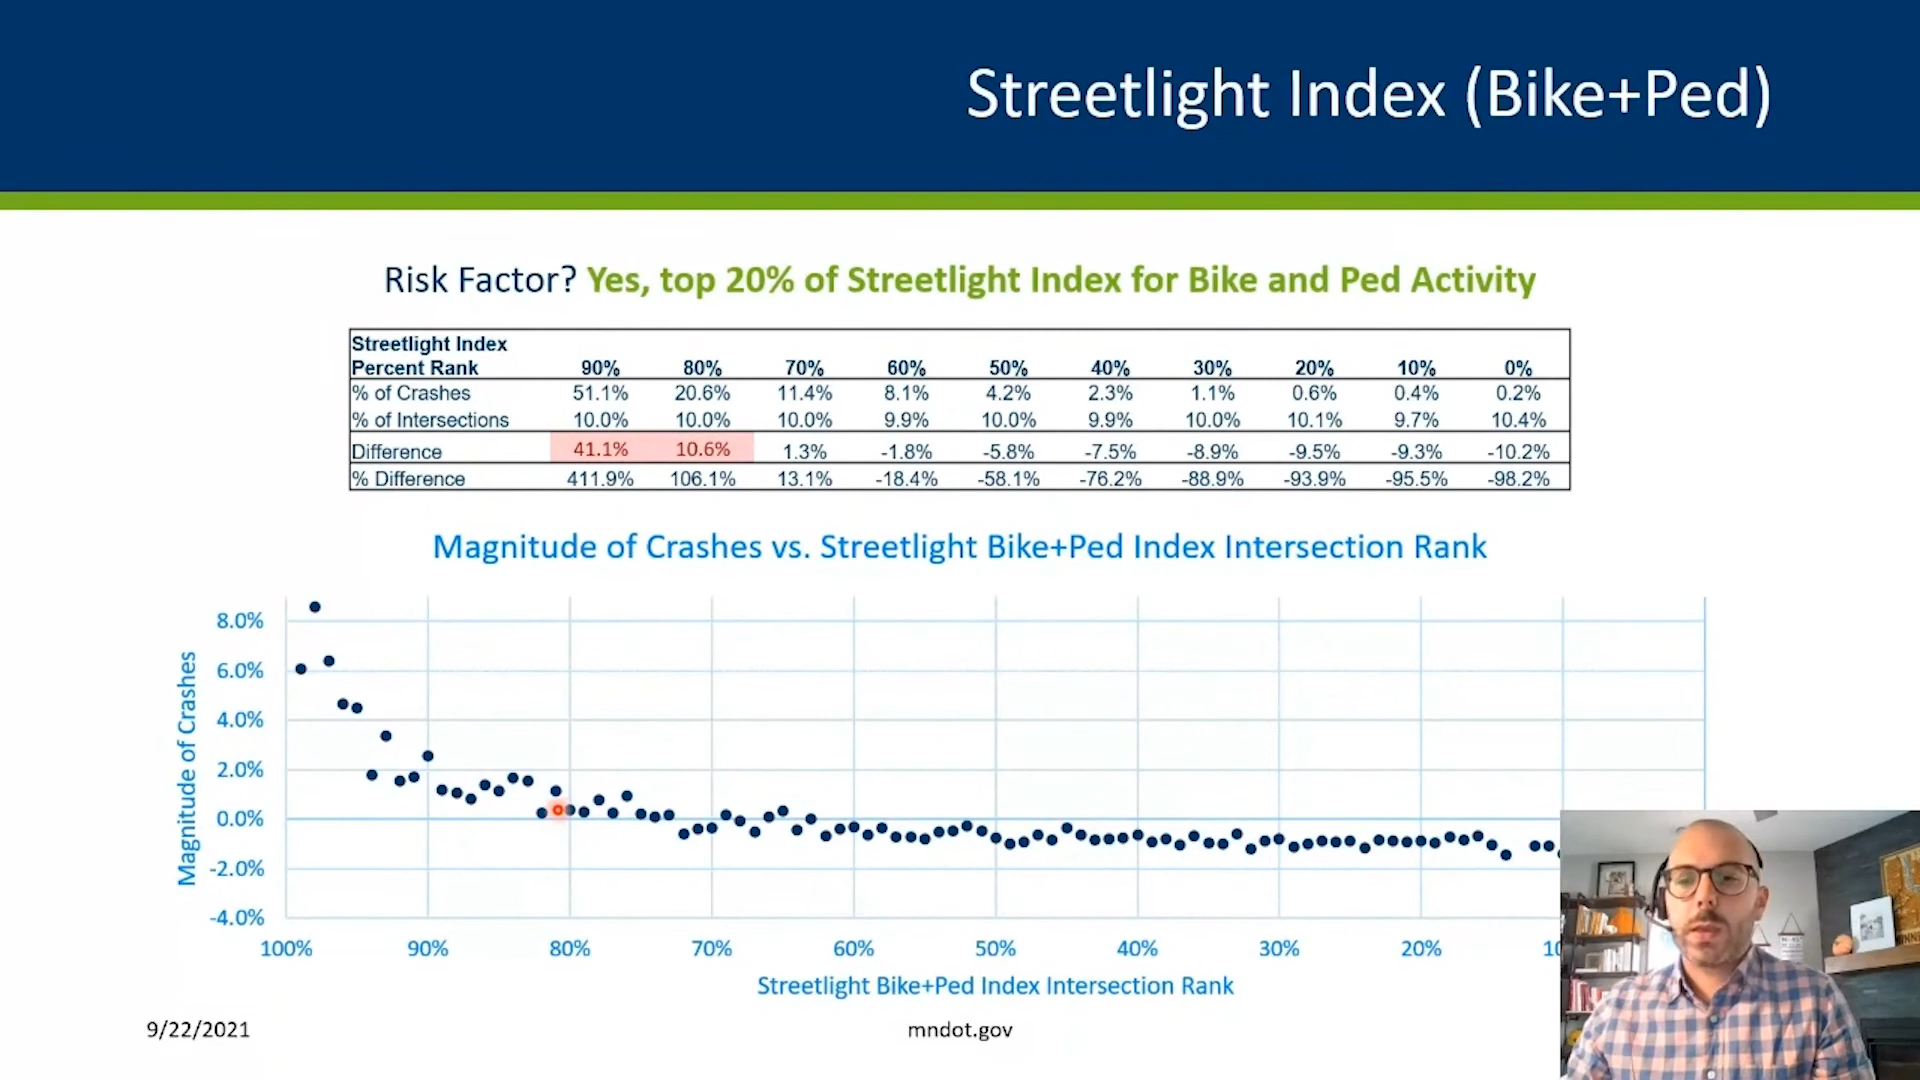 Streetlight Index (Bike+Ped)
Risk Factor? Yes, top 20% of Streetlight Index for Bike and Ped Activity
Streetlight Index
Percent Rank 90% 80% 70% 60% 50% 40% 30% 20% 10% 0%
% of Crashes 51.1% 20.6% 11.4% 8.1% 4.2% 2.3% 1.1% 0.6% 0.4% 0.2%
% of Intersections 10.0% 10.0% 10.0% 9.9% 10.0% 9.9% 10.0% 10.1% 9.7% 10.4%
Difference 41.1% 10.6% 1.3% -1.8% -5.8% -7.5% -8.9% -9.5% -9.3% -10.2%
% Difference 411.9% 106.1% 13.1% -18.4% -58.1% -76.2% -88.9% -93.9% -95.5% -98.2%
Magnitude of Crashes vs. Streetlight Bike+Ped Index Intersection Rank
Magnitude of Crashes
8.0%
6.0%
4.0%
2.0%
0.0%
-2.0%
-4.0%
100% 90% 80% 70% 60% 50% 40% 30% 20% 10
Streetlight Bike+Ped Index Intersection Rank
9/22/2021 mndot.gov